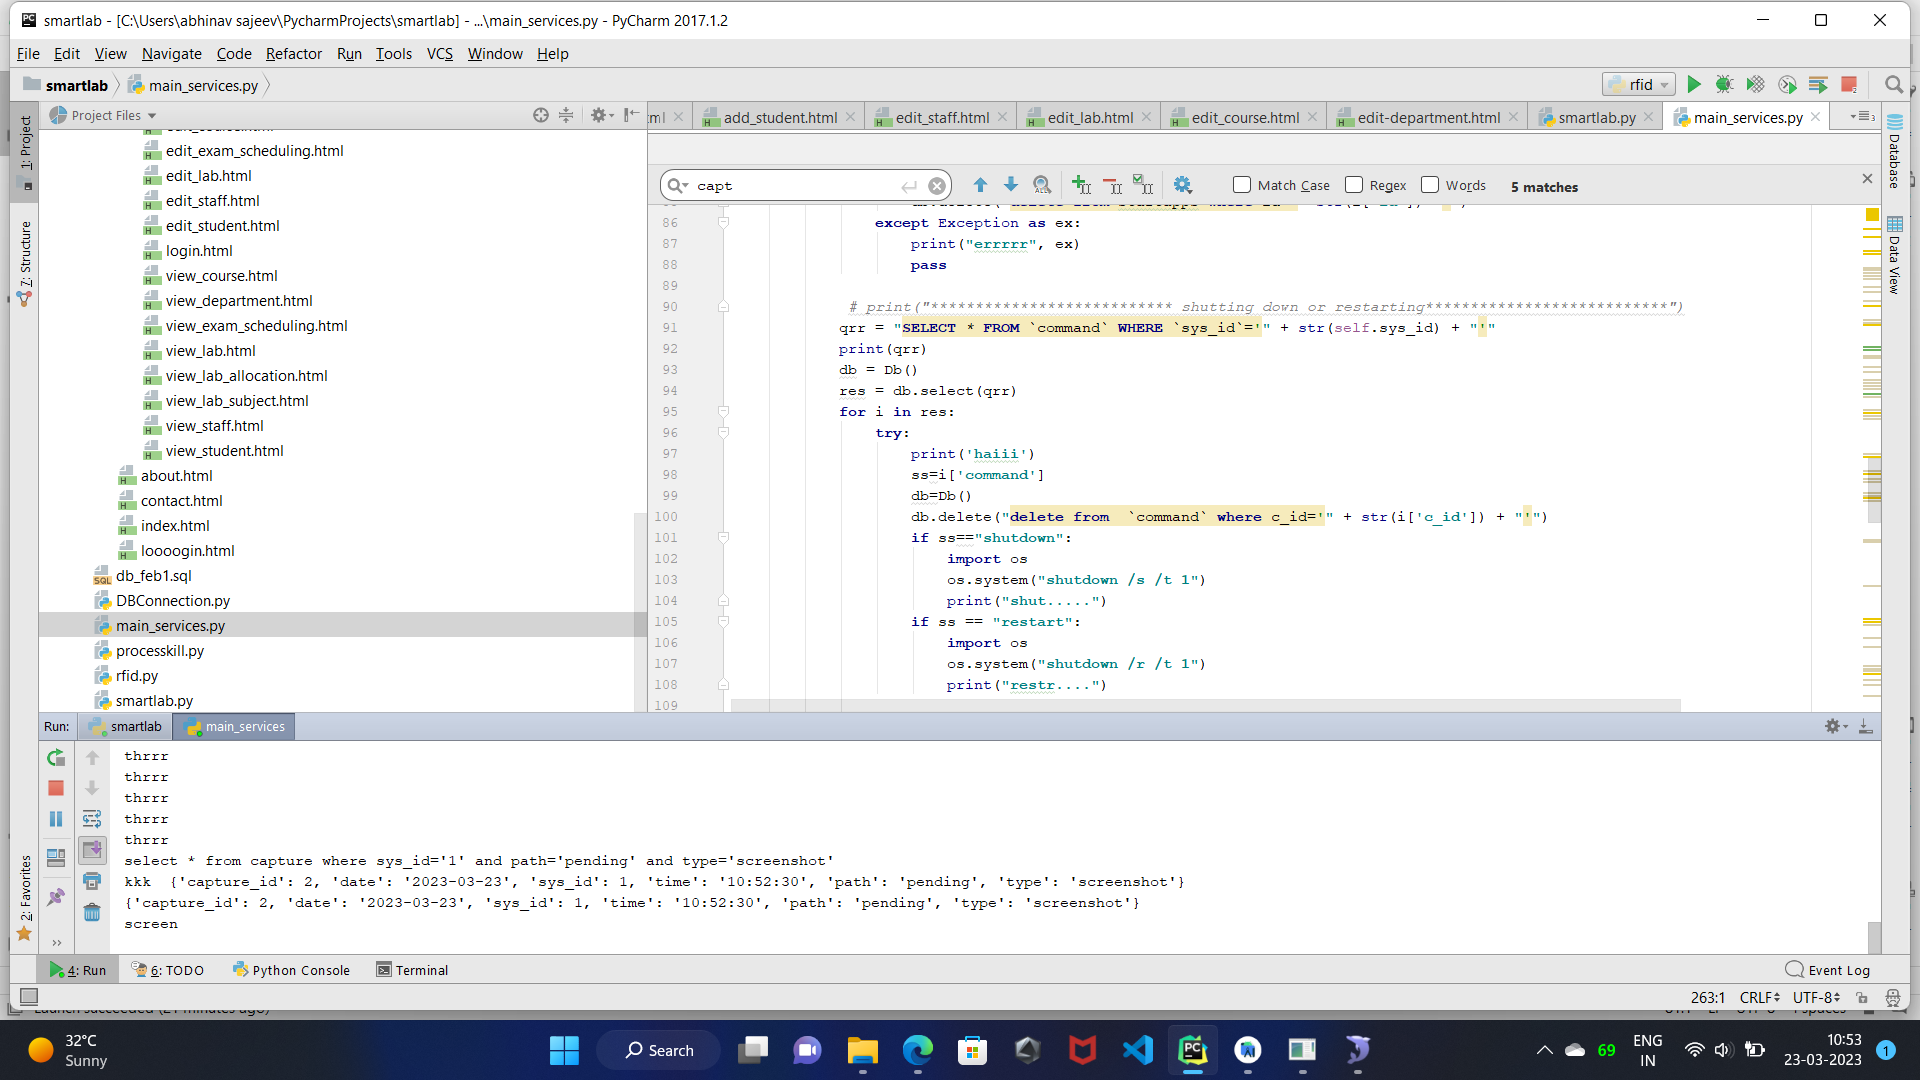 smartlab - [C:\Users\abhinav sajeev\PycharmProjects\smartlab] - ...\main_services.py - PyCharm 2017.1.2
File Edit View Navigate Code Refactor Run Tools VCS Window Help
smartlab main_services.py
rfid
Project Files
ml add_student.html edit_staff.html edit_lab.html edit_course.html edit-department.html smartlab.py main_services.py
3
capt
Match Case Regex Words 5 matches
1: Project
7: Structure
2: Favorites
Database
Data View
edit_exam_scheduling.html
edit_lab.html
edit_staff.html
edit_student.html
login.html
view_course.html
view_department.html
view_exam_scheduling.html
view_lab.html
view_lab_allocation.html
view_lab_subject.html
view_staff.html
view_student.html
about.html
contact.html
index.html
loooogin.html
db_feb1.sql
DBConnection.py
main_services.py
processkill.py
rfid.py
smartlab.py
86 except Exception as ex:
87 print("errrrr", ex)
88 pass
89
90 # print("*************************** shutting down or restarting***************************")
91 qrr = "SELECT * FROM `command` WHERE `sys_id`='" + str(self.sys_id) + "'"
92 print(qrr)
93 db = Db()
94 res = db.select(qrr)
95 for i in res:
96 try:
97 print('haiii')
98 ss=i['command']
99 db=Db()
100 db.delete("delete from  `command` where c_id='" + str(i['c_id']) + "'")
101 if ss=="shutdown":
102 import os
103 os.system("shutdown /s /t 1")
104 print("shut.....")
105 if ss == "restart":
106 import os
107 os.system("shutdown /r /t 1")
108 print("restr....")
109
Run: smartlab main_services
thrrr
thrrr
thrrr
thrrr
thrrr
select * from capture where sys_id='1' and path='pending' and type='screenshot'
kkk  {'capture_id': 2, 'date': '2023-03-23', 'sys_id': 1, 'time': '10:52:30', 'path': 'pending', 'type': 'screenshot'}
{'capture_id': 2, 'date': '2023-03-23', 'sys_id': 1, 'time': '10:52:30', 'path': 'pending', 'type': 'screenshot'}
screen
4: Run 6: TODO Python Console Terminal Event Log
263:1 CRLF UTF-8
32°C
Sunny
Search
69
ENG
IN
10:53
23-03-2023
1